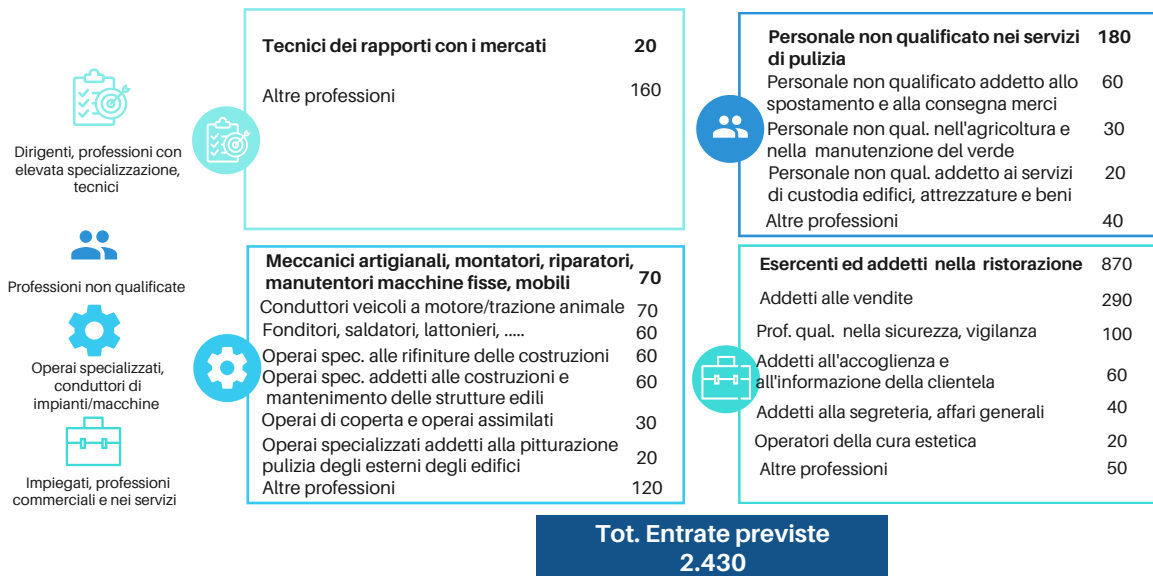 Dirigenti, professioni con
elevata specializzazione,
tecnici
Professioni non qualificate
Operai specializzati,
conduttori di
impianti/macchine
Impiegati, professioni
commerciali e nei servizi
Tecnici dei rapporti con i mercati 20
Altre professioni 160
Personale non qualificato nei servizi 180
di pulizia
Personale non qualificato addetto allo 60
spostamento e alla consegna merci
Personale non qual. nell'agricoltura e 30
nella manutenzione del verde
Personale non qual. addetto ai servizi 20
di custodia edifici, attrezzature e beni
Altre professioni 40
Meccanici artigianali, montatori, riparatori,
manutentori macchine fisse, mobili 70
Conduttori veicoli a motore/trazione animale 70
Fonditori, saldatori, lattonieri, ..... 60
Operai spec. alle rifiniture delle costruzioni 60
Operai spec. addetti alle costruzioni e 60
mantenimento delle strutture edili
Operai di coperta e operai assimilati 30
Operai specializzati addetti alla pitturazione
pulizia degli esterni degli edifici 20
Altre professioni 120
Esercenti ed addetti nella ristorazione 870
Addetti alle vendite 290
Prof. qual. nella sicurezza, vigilanza 100
Addetti all'accoglienza e
all'informazione della clientela 60
Addetti alla segreteria, affari generali 40
Operatori della cura estetica 20
Altre professioni 50
Tot. Entrate previste
2.430